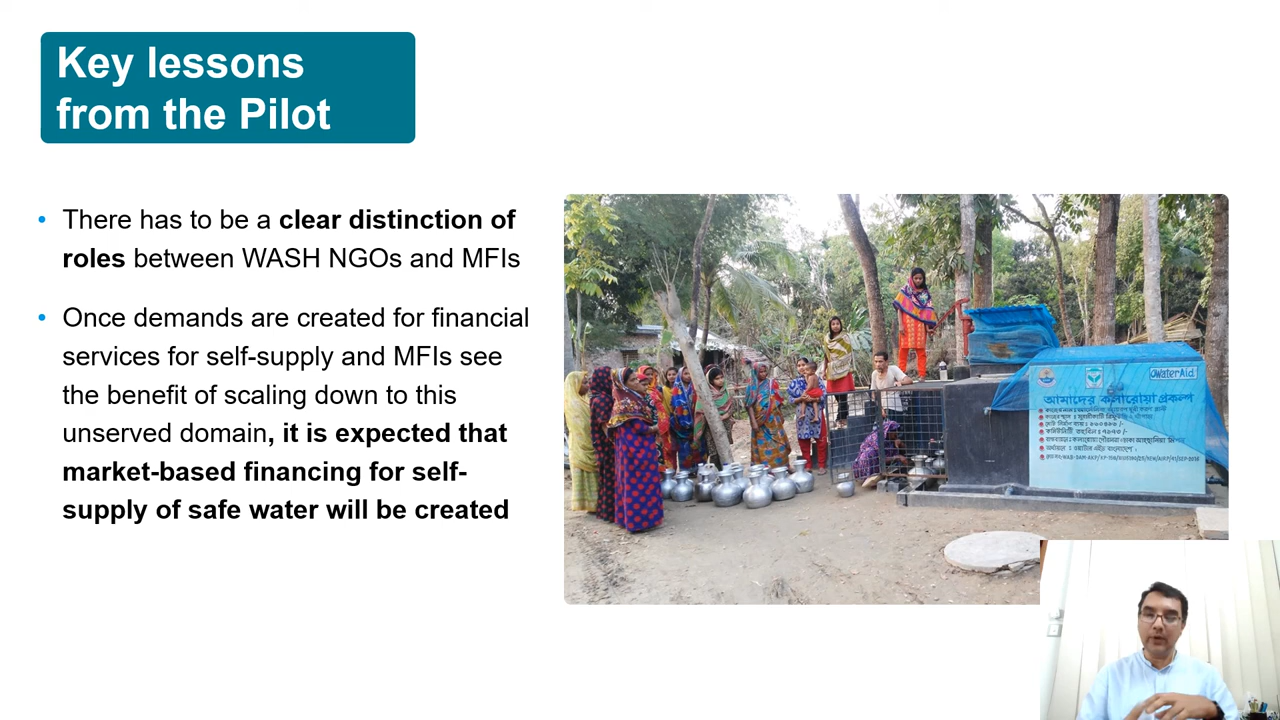 Key lessons
from the Pilot
• There has to be a clear distinction of
roles between WASH NGOs and MFIs
• Once demands are created for financial
services for self-supply and MFIs see
the benefit of scaling down to this
unserved domain, it is expected that
market-based financing for self-
supply of safe water will be created
WaterAid
আমাদের কলারোয়া প্রকল্প